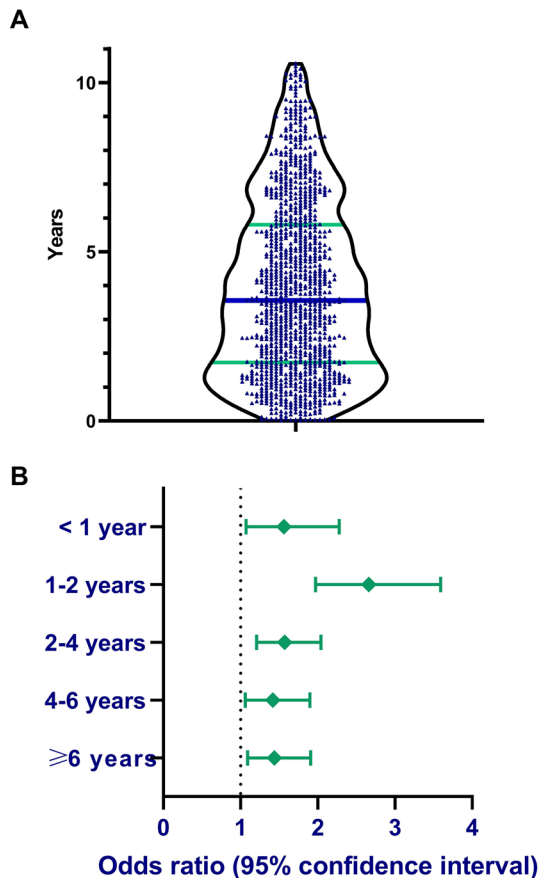 A
10
5
0
Years
B
< 1 year
1-2 years
2-4 years
4-6 years
⩾6 years
0 1 2 3 4
Odds ratio (95% confidence interval)